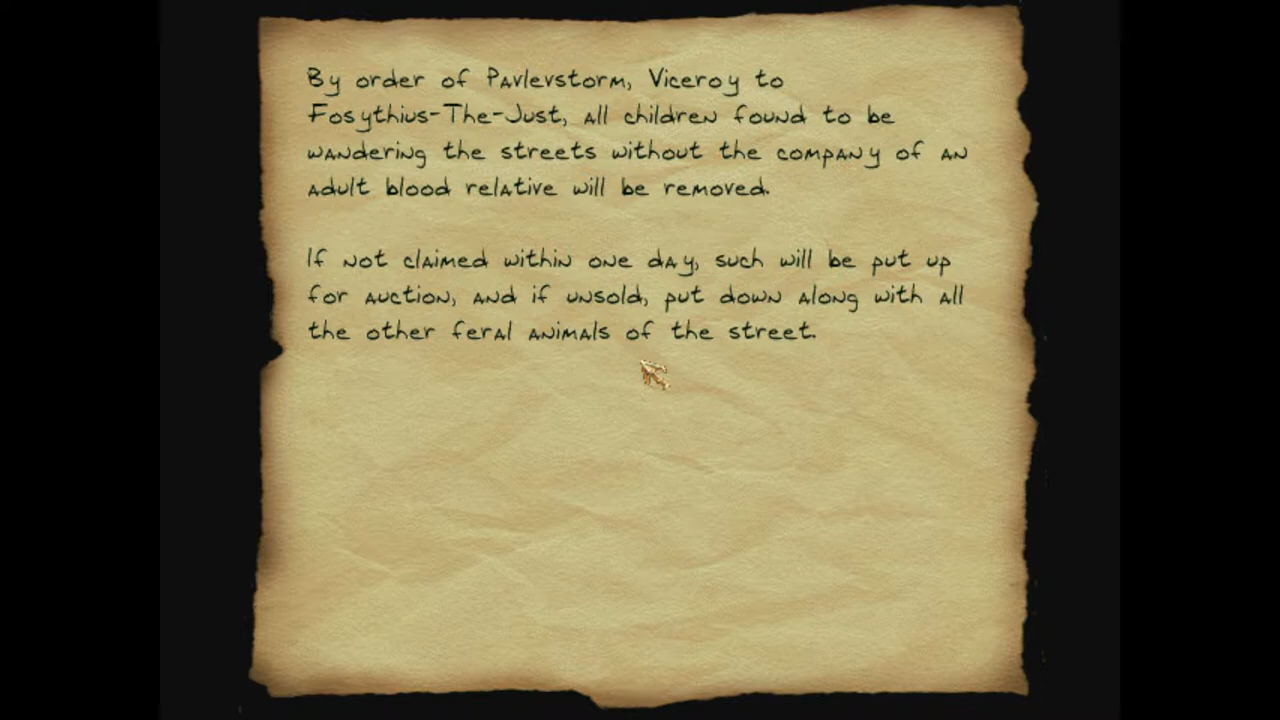 By order of Pavlevstorm, Viceroy to
Fosythius-The-Just, all children found to be
wandering the streets without the company of an
adult blood relative will be removed.
If not claimed within one day, such will be put up
for auction, and if unsold, put down along with all
the other feral animals of the street.